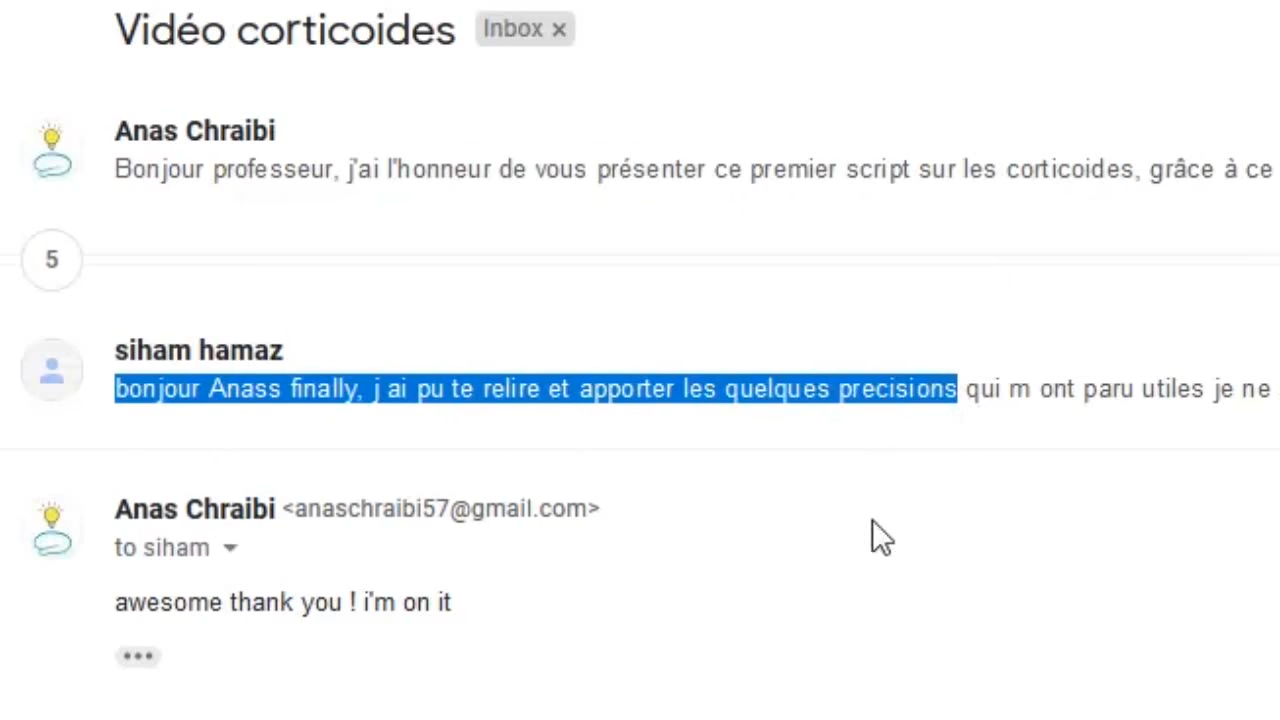 Vidéo corticoides Inbox ×
Anas Chraibi
Bonjour professeur, j'ai l'honneur de vous présenter ce premier script sur les corticoides, grâce à ce
5
siham hamaz
bonjour Anass finally, j ai pu te relire et apporter les quelques precisions qui m ont paru utiles je ne
Anas Chraibi <anaschraibi57@gmail.com>
to siham
awesome thank you ! i'm on it